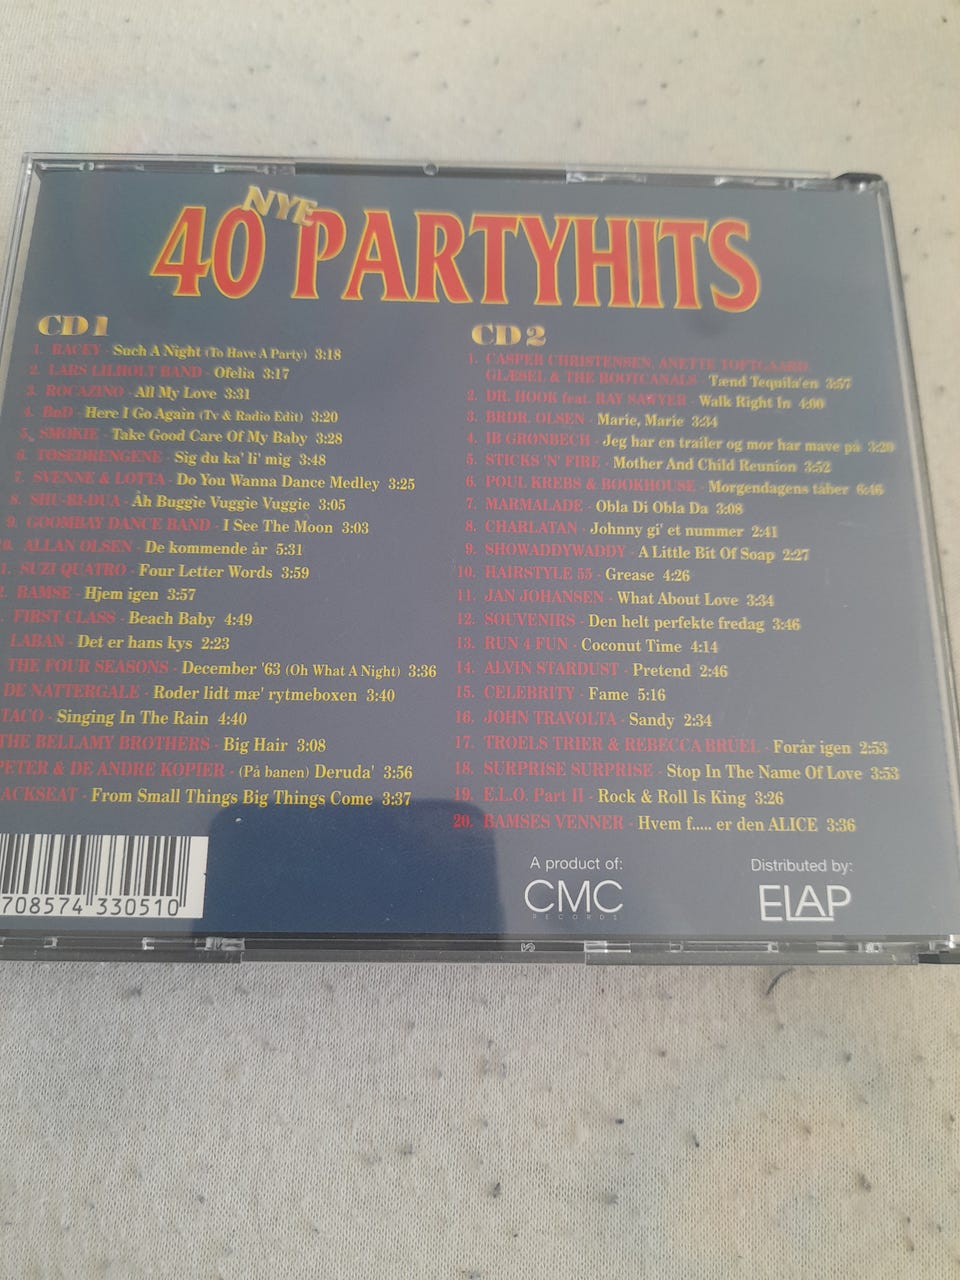 NYE
40 PARTYHITS
CD 1
1. RACEY - Such A Night (To Have A Party) 3:18
2. LARS LILHOLT BAND - Ofelia 3:17
3. ROCAZINO - All My Love 3:31
4. BnD - Here I Go Again (Tv & Radio Edit) 3:20
5. SMOKIE - Take Good Care Of My Baby 3:28
6. TØSEDRENGENE - Sig du ka' li' mig 3:48
7. SVENNE & LOTTA - Do You Wanna Dance Medley 3:25
8. SHU-BI-DUA - Åh Buggie Vuggie Vuggie 3:05
9. GOOMBAY DANCE BAND - I See The Moon 3:03
0. ALLAN OLSEN - De kommende år 5:31
1. SUZI QUATRO - Four Letter Words 3:59
. BAMSE - Hjem igen 3:57
. FIRST CLASS - Beach Baby 4:49
LABAN - Det er hans kys 2:23
THE FOUR SEASONS - December '63 (Oh What A Night) 3:36
DE NATTERGALE - Roder lidt mæ' rytmeboxen 3:40
TACO - Singing In The Rain 4:40
THE BELLAMY BROTHERS - Big Hair 3:08
PETER & DE ANDRE KOPIER - (På banen) Deruda' 3:56
ACKSEAT - From Small Things Big Things Come 3:37
708574 330510
CD 2
1. CASPER CHRISTENSEN, ANETTE TOFTGAARD,
GLÆSEL & THE ROOTCANALS - Tænd Tequila'en 3:57
2. DR. HOOK feat. RAY SAWYER - Walk Right In 4:00
3. BRDR. OLSEN - Marie, Marie 3:34
4. IB GRØNBECH - Jeg har en trailer og mor har mave på 3:20
5. STICKS 'N' FIRE - Mother And Child Reunion 3:52
6. POUL KREBS & BOOKHOUSE - Morgendagens tåber 6:46
7. MARMALADE - Obla Di Obla Da 3:08
8. CHARLATAN - Johnny gi' et nummer 2:41
9. SHOWADDYWADDY - A Little Bit Of Soap 2:27
10. HAIRSTYLE 55 - Grease 4:26
11. JAN JOHANSEN - What About Love 3:34
12. SOUVENIRS - Den helt perfekte fredag 3:46
13. RUN 4 FUN - Coconut Time 4:14
14. ALVIN STARDUST - Pretend 2:46
15. CELEBRITY - Fame 5:16
16. JOHN TRAVOLTA - Sandy 2:34
17. TROELS TRIER & REBECCA BRÜEL - Forår igen 2:53
18. SURPRISE SURPRISE - Stop In The Name Of Love 3:53
19. E.L.O. Part II - Rock & Roll Is King 3:26
20. BAMSES VENNER - Hvem f..... er den ALICE 3:36
A product of:
CMC
RECORDS
Distributed by:
ELAP